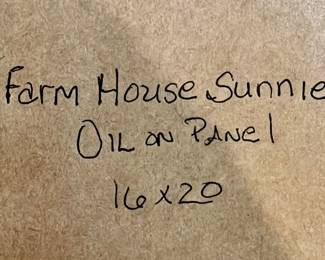 Farm House Sunnie
Oil on Panel
16x20